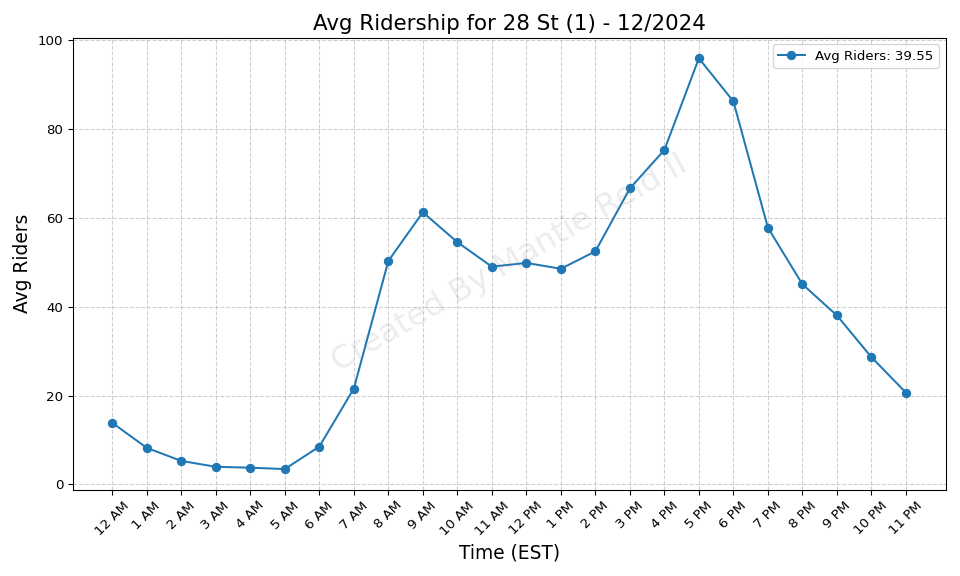 Avg Ridership for 28 St (1) - 12/2024
Avg Riders: 39.55
Avg Riders
100
80
60
40
20
0
Created By Mantle Reid II
12 AM
1 AM
2 AM
3 AM
4 AM
5 AM
6 AM
7 AM
8 AM
9 AM
10 AM
11 AM
12 PM
1 PM
2 PM
3 PM
4 PM
5 PM
6 PM
7 PM
8 PM
9 PM
10 PM
11 PM
Time (EST)